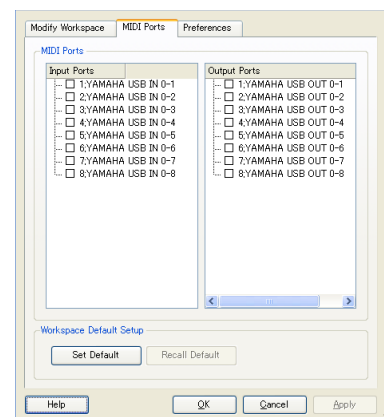 Modify Workspace MIDI Ports Preferences
MIDI Ports
Input Ports
1;YAMAHA USB IN 0-1
2;YAMAHA USB IN 0-2
3;YAMAHA USB IN 0-3
4;YAMAHA USB IN 0-4
5;YAMAHA USB IN 0-5
6;YAMAHA USB IN 0-6
7;YAMAHA USB IN 0-7
8;YAMAHA USB IN 0-8
Output Ports
1;YAMAHA USB OUT 0-1
2;YAMAHA USB OUT 0-2
3;YAMAHA USB OUT 0-3
4;YAMAHA USB OUT 0-4
5;YAMAHA USB OUT 0-5
6;YAMAHA USB OUT 0-6
7;YAMAHA USB OUT 0-7
8;YAMAHA USB OUT 0-8
Workspace Default Setup
Set Default Recall Default
Help OK Cancel Apply